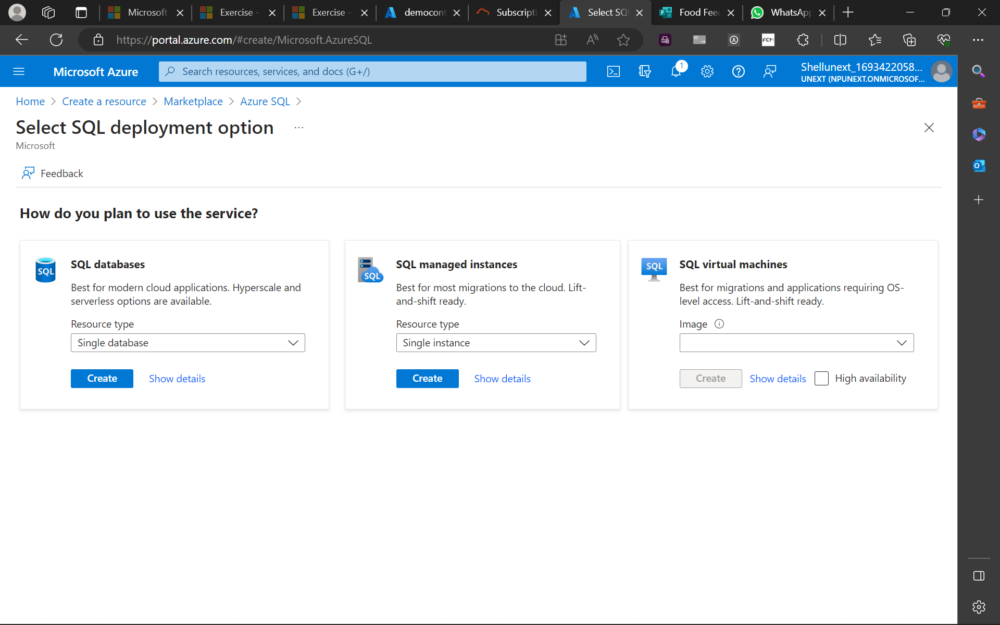 Microsoft
Exercise -
Exercise -
democont
Subscripti
Select SQL
Food Feed
WhatsApp
https://portal.azure.com/#create/Microsoft.AzureSQL
FCM
Microsoft Azure
Search resources, services, and docs (G+/)
1
Shellunext_1693422058...
UNEXT (NPUNEXT.ONMICROSOF...
Home > Create a resource > Marketplace > Azure SQL >
Select SQL deployment option ...
Microsoft
Feedback
How do you plan to use the service?
SQL
SQL databases
Best for modern cloud applications. Hyperscale and
serverless options are available.
Resource type
Single database
Create
Show details
SQL
SQL managed instances
Best for most migrations to the cloud. Lift-
and-shift ready.
Resource type
Single instance
Create
Show details
SQL
SQL virtual machines
Best for migrations and applications requiring OS-
level access. Lift-and-shift ready.
Image
Create
Show details
High availability